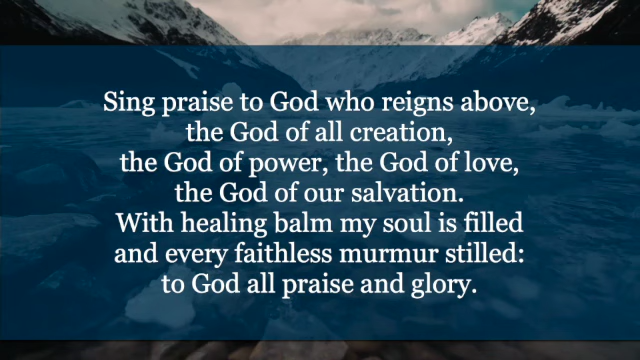 Sing praise to God who reigns above,
the God of all creation,
the God of power, the God of love,
the God of our salvation.
With healing balm my soul is filled
and every faithless murmur stilled:
to God all praise and glory.